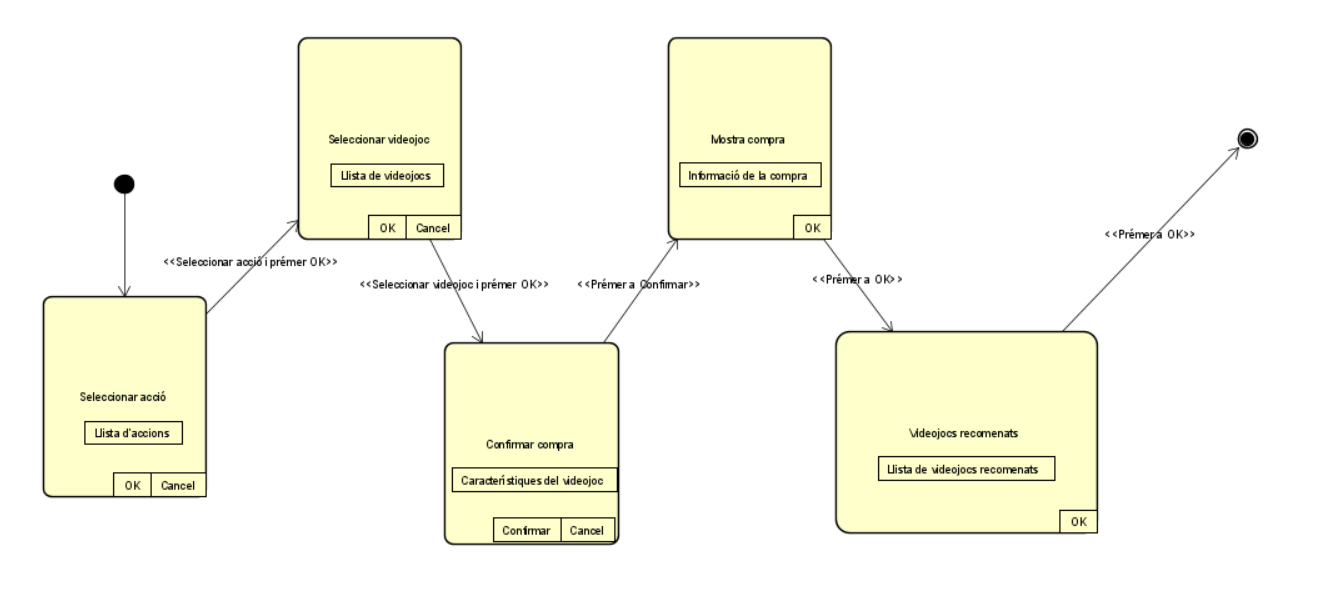 Seleccionar videojoc
Llista de videojocs
OK
Cancel
Mostra compra
Informació de la compra
OK
<<Seleccionar acció i prémer OK>>
<<Seleccionar videojoc i prémer OK>>
<<Prémer a Confirmar>>
<<Prémer a OK>>
<<Prémer a OK>>
Seleccionar acció
Llista d'accions
OK
Cancel
Confirmar compra
Característiques del videojoc
Confirmar
Cancel
Videojocs recomenats
Llista de videojocs recomenats
OK